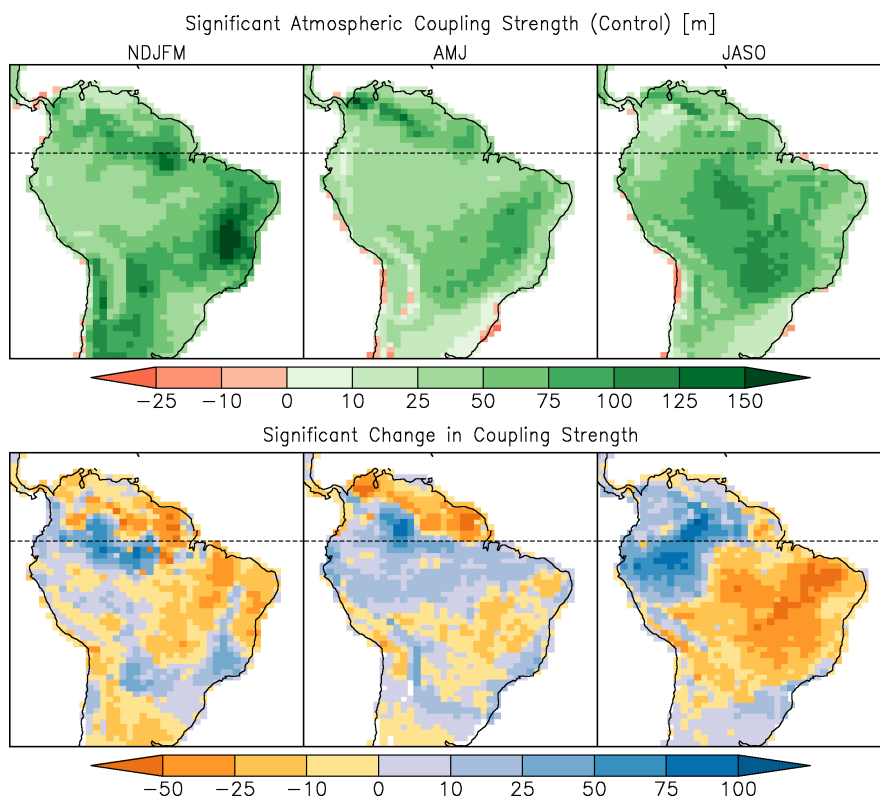 Significant Atmospheric Coupling Strength (Control) [m]
NDJFM AMJ JASO
−25 −10 0 10 25 50 75 100 125 150
Significant Change in Coupling Strength
−50 −25 −10 0 10 25 50 75 100